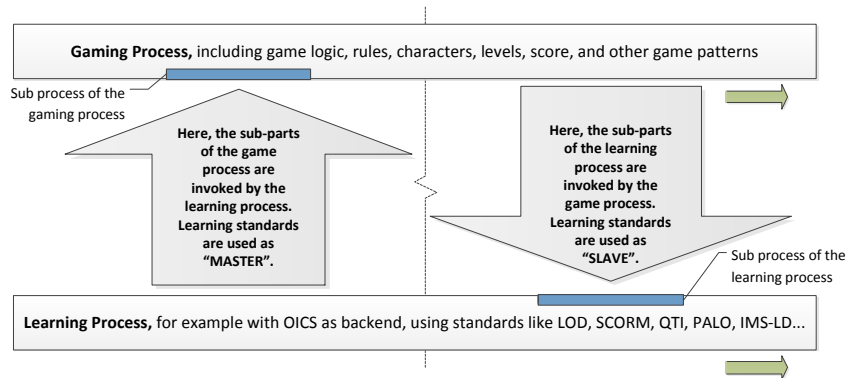 Gaming Process, including game logic, rules, characters, levels, score, and other game patterns
Sub process of the
gaming process
Here, the sub-parts
of the game
process are
invoked by the
learning process.
Learning standards
are used as
“MASTER”.
Here, the sub-parts
of the learning
process are
invoked by the
game process.
Learning standards
are used as
“SLAVE”.
Sub process of the
learning process
Learning Process, for example with OICS as backend, using standards like LOD, SCORM, QTI, PALO, IMS-LD...